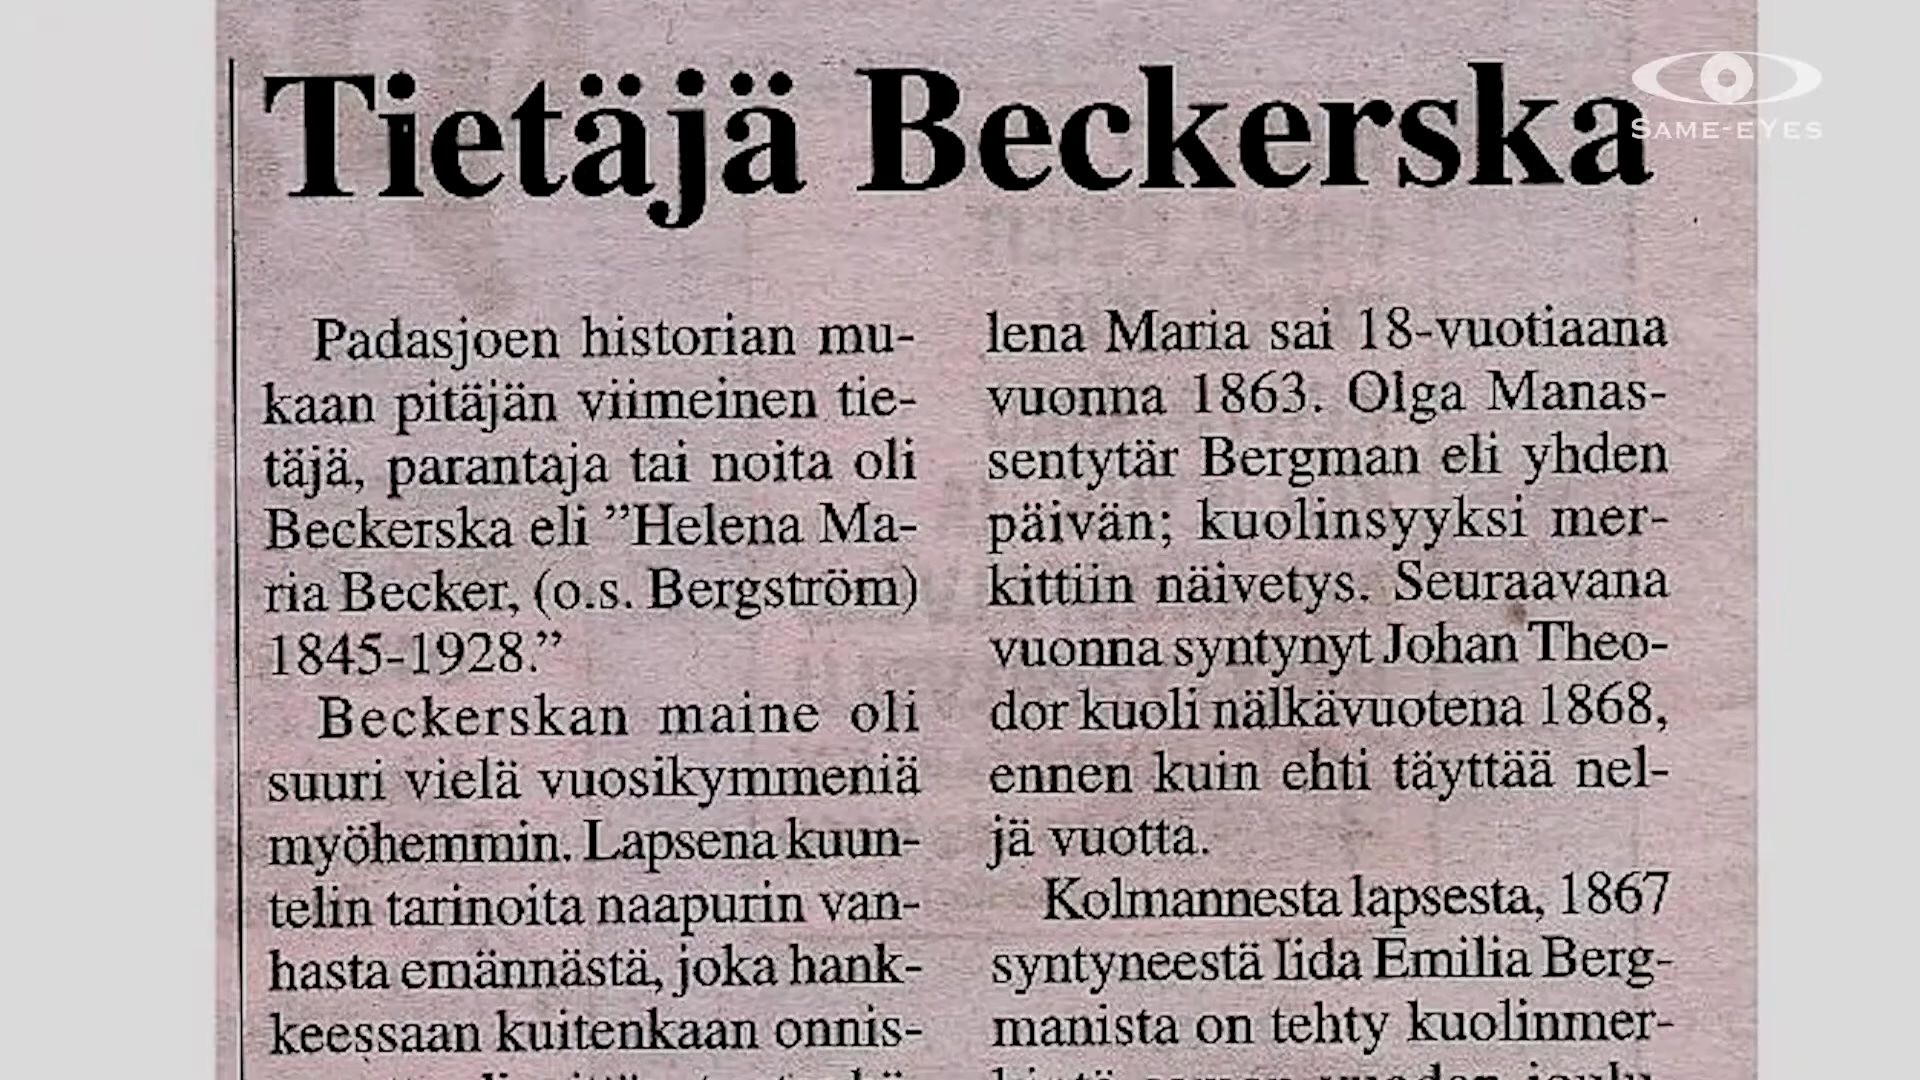 Tietäjä Beckerska
SAME-EYES
Padasjoen historian mu-
kaan pitäjän viimeinen tie-
täjä, parantaja tai noita oli
Beckerska eli ”Helena Ma-
ria Becker, (o.s. Bergström)
1845-1928.”
Beckerskan maine oli
suuri vielä vuosikymmeniä
myöhemmin. Lapsena kuun-
telin tarinoita naapurin van-
hasta emännästä, joka hank-
keessaan kuitenkaan onnis-
lena Maria sai 18-vuotiaana
vuonna 1863. Olga Manas-
sentytär Bergman eli yhden
päivän; kuolinsyyksi mer-
kittiin näivetys. Seuraavana
vuonna syntynyt Johan Theo-
dor kuoli nälkävuotena 1868,
ennen kuin ehti täyttää nel-
jä vuotta.
Kolmannesta lapsesta, 1867
syntyneestä Iida Emilia Berg-
manista on tehty kuolinmer-